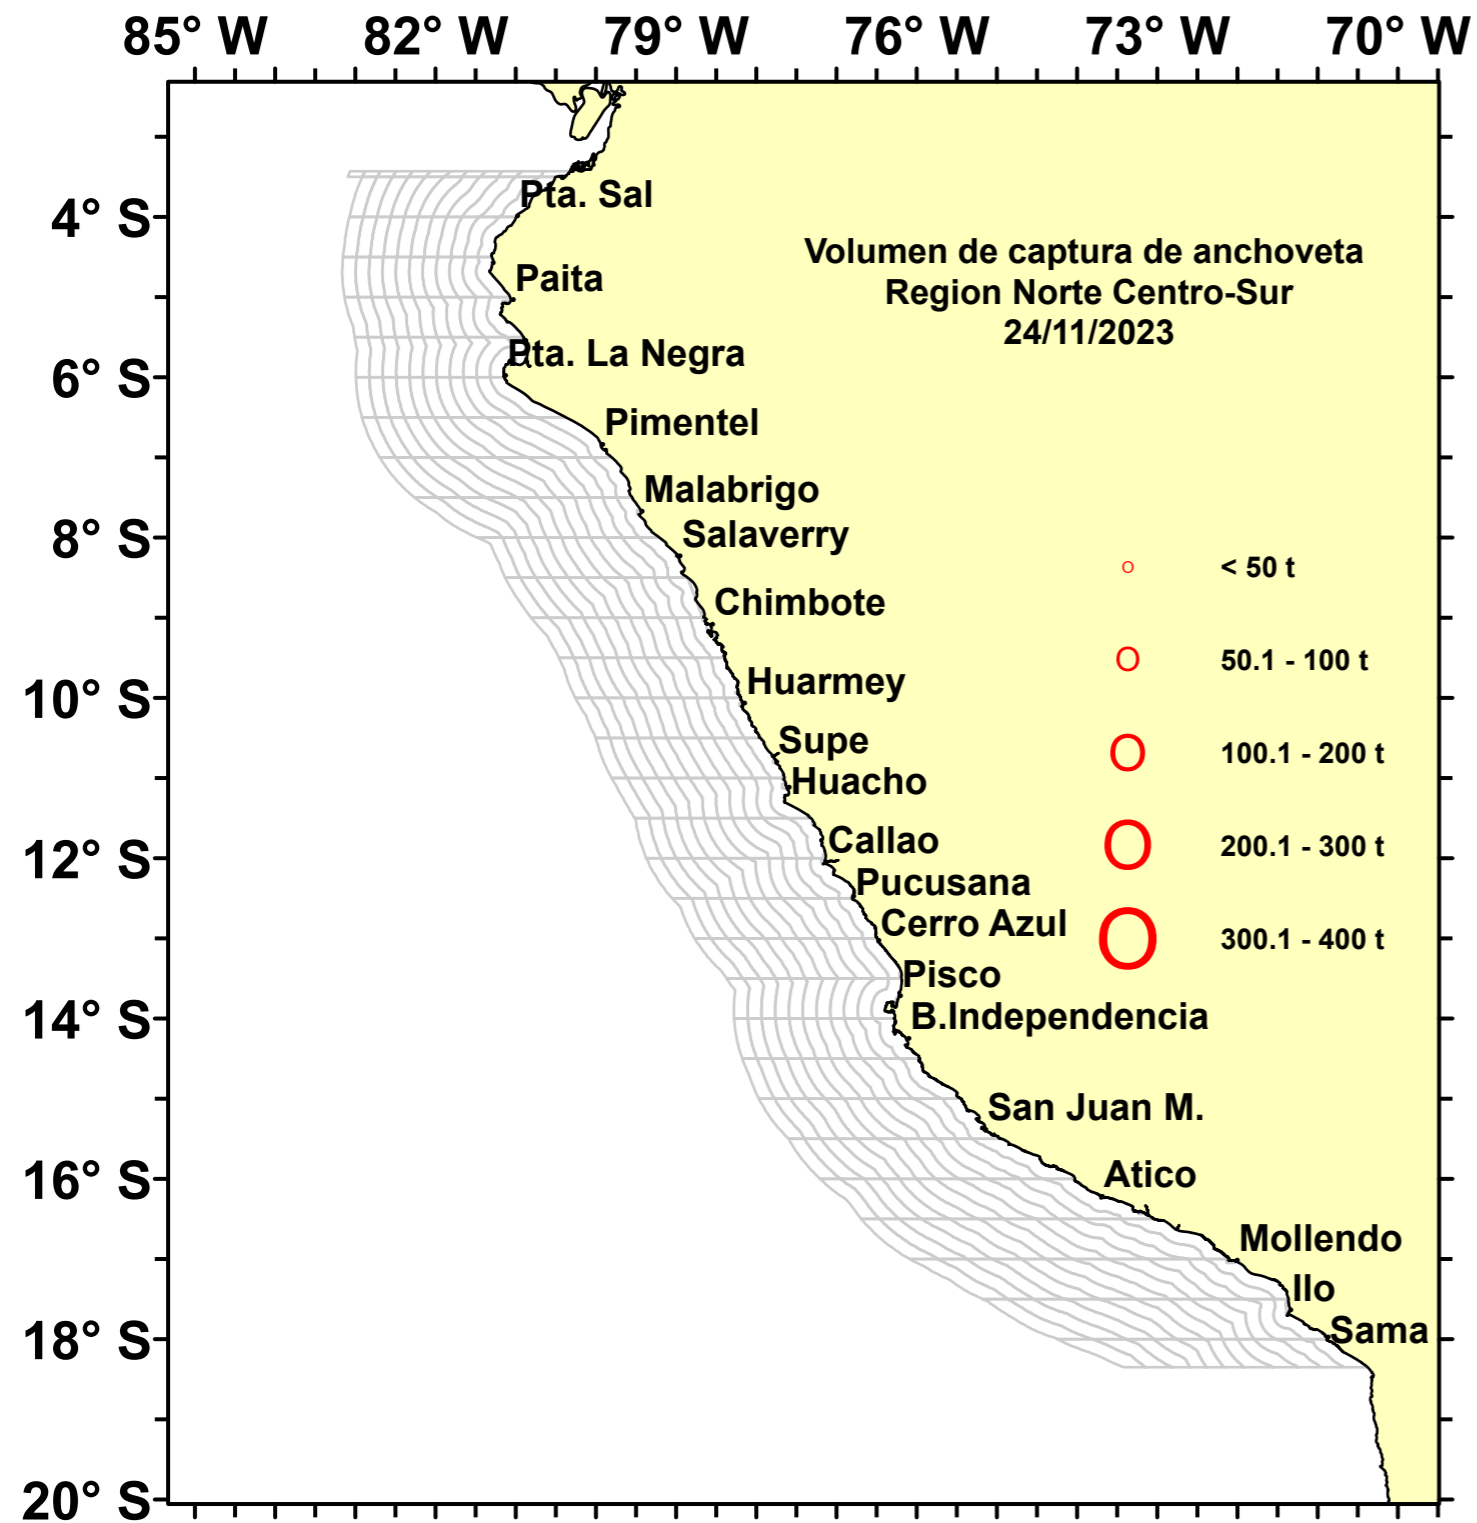 85° W 82° W 79° W 76° W 73° W 70° W
4° S
6° S
8° S
10° S
12° S
14° S
16° S
18° S
20° S
Volumen de captura de anchoveta
Region Norte Centro-Sur
24/11/2023
Pta. Sal
Paita
Pta. La Negra
Pimentel
Malabrigo
Salaverry
Chimbote
Huarmey
Supe
Huacho
Callao
Pucusana
Cerro Azul
Pisco
B.Independencia
San Juan M.
Atico
Mollendo
Ilo
Sama
< 50 t
50.1 - 100 t
100.1 - 200 t
200.1 - 300 t
300.1 - 400 t